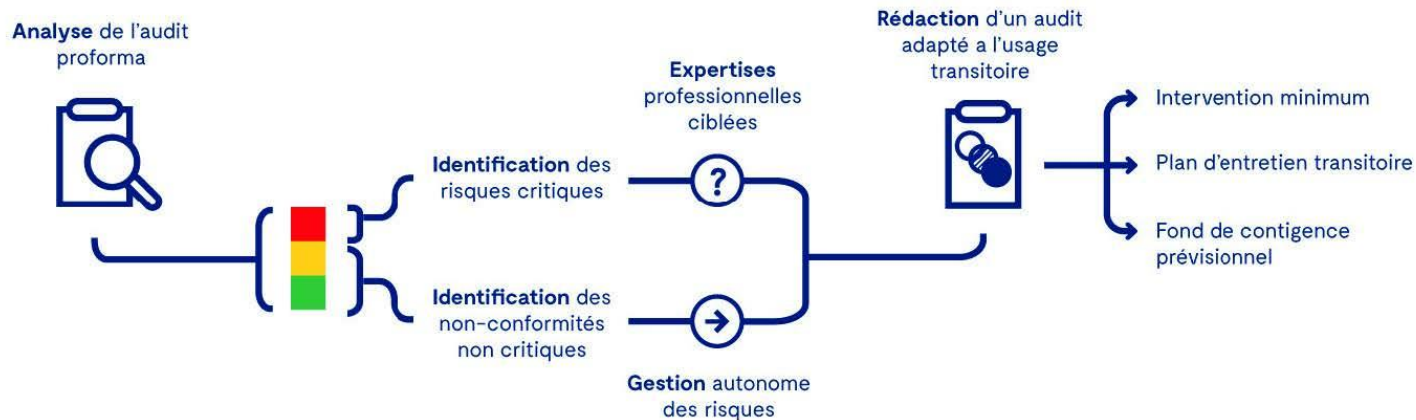 Analyse de l'audit
proforma
Identification des
risques critiques
Identification des
non-conformités
non critiques
Expertises
professionnelles
ciblées
?
Gestion autonome
des risques
Rédaction d'un audit
adapté a l'usage
transitoire
Intervention minimum
Plan d'entretien transitoire
Fond de contigence
prévisionnel